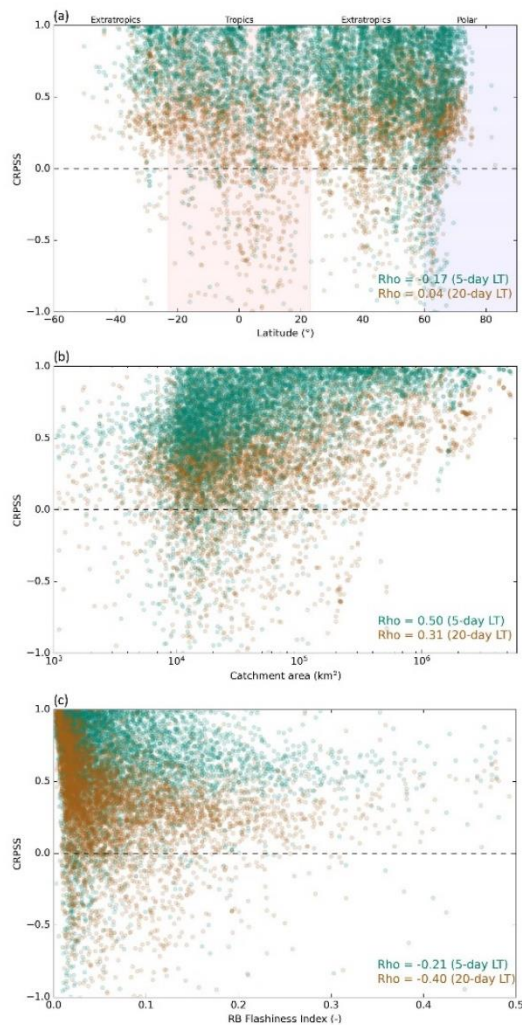 (a)
Extratropics Tropics Extratropics Polar
1.0
0.5
0.0
−0.5
−1.0
CRPSS
Rho = -0.17 (5-day LT)
Rho = 0.04 (20-day LT)
−60 −40 −20 0 20 40 60 80
Latitude (°)
(b)
1.0
0.5
0.0
−0.5
−1.0
CRPSS
Rho = 0.50 (5-day LT)
Rho = 0.31 (20-day LT)
10³ 10⁴ 10⁵ 10⁶
Catchment area (km²)
(c)
1.0
0.5
0.0
−0.5
−1.0
CRPSS
Rho = -0.21 (5-day LT)
Rho = -0.40 (20-day LT)
0.0 0.1 0.2 0.3 0.4 0.5
RB Flashiness Index (-)